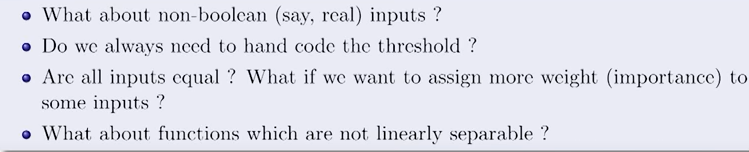 • What about non-boolean (say, real) inputs ?
• Do we always need to hand code the threshold ?
• Are all inputs equal ? What if we want to assign more weight (importance) to
some inputs ?
• What about functions which are not linearly separable ?